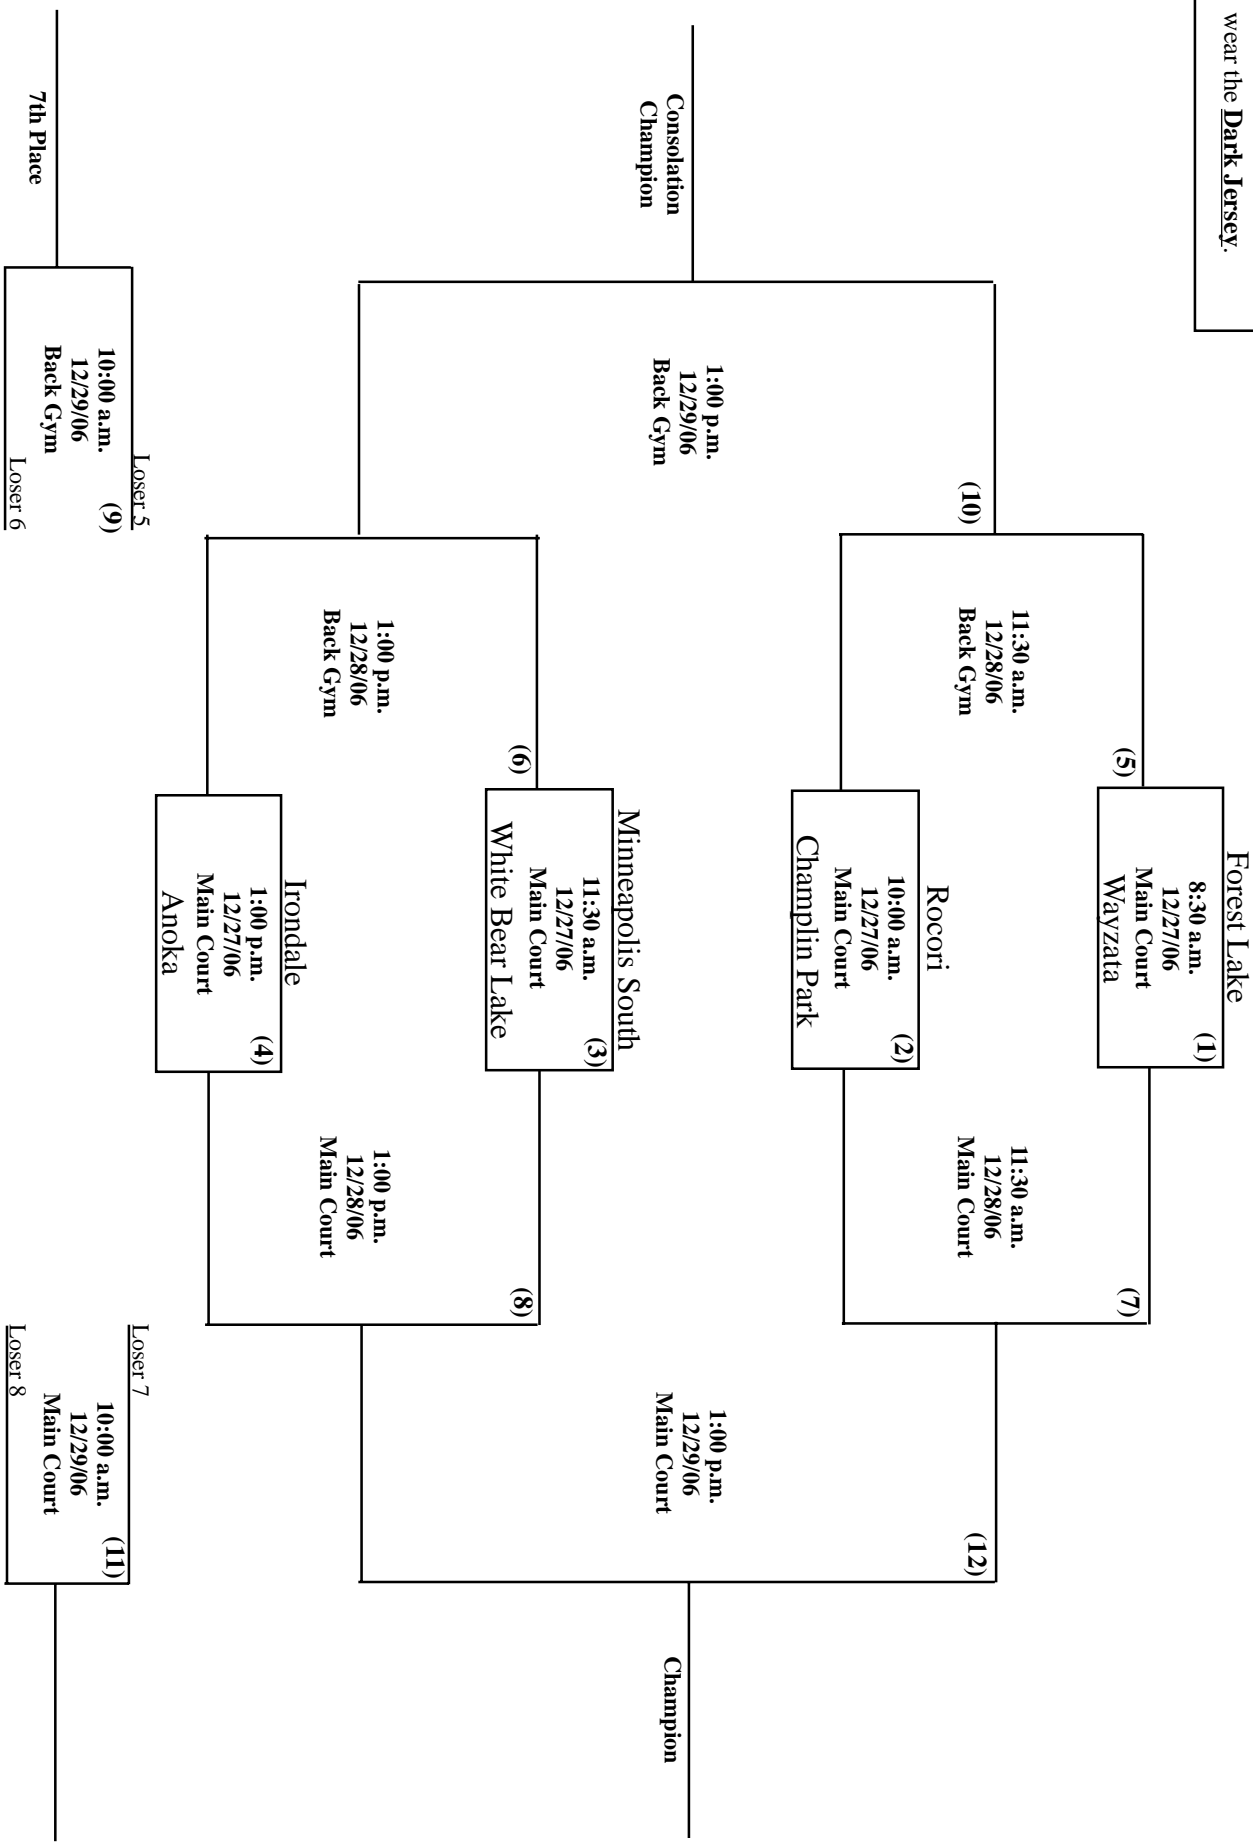 wear the Dark Jersey.
Forest Lake
8:30 a.m.
(1)
12/27/06
Main Court
Wayzata
(5)
11:30 a.m.
12/28/06
Back Gym
(7)
11:30 a.m.
12/28/06
Main Court
Rocori
10:00 a.m.
(2)
12/27/06
Main Court
Champlin Park
(10)
1:00 p.m.
12/29/06
Back Gym
Consolation
Champion
(12)
1:00 p.m.
12/29/06
Main Court
Champion
Minneapolis South
11:30 a.m.
(3)
12/27/06
Main Court
White Bear Lake
(6)
1:00 p.m.
12/28/06
Back Gym
(8)
1:00 p.m.
12/28/06
Main Court
Irondale
1:00 p.m.
(4)
12/27/06
Main Court
Anoka
Loser 5
10:00 a.m.
(9)
12/29/06
Back Gym
Loser 6
7th Place
Loser 7
10:00 a.m.
(11)
12/29/06
Main Court
Loser 8